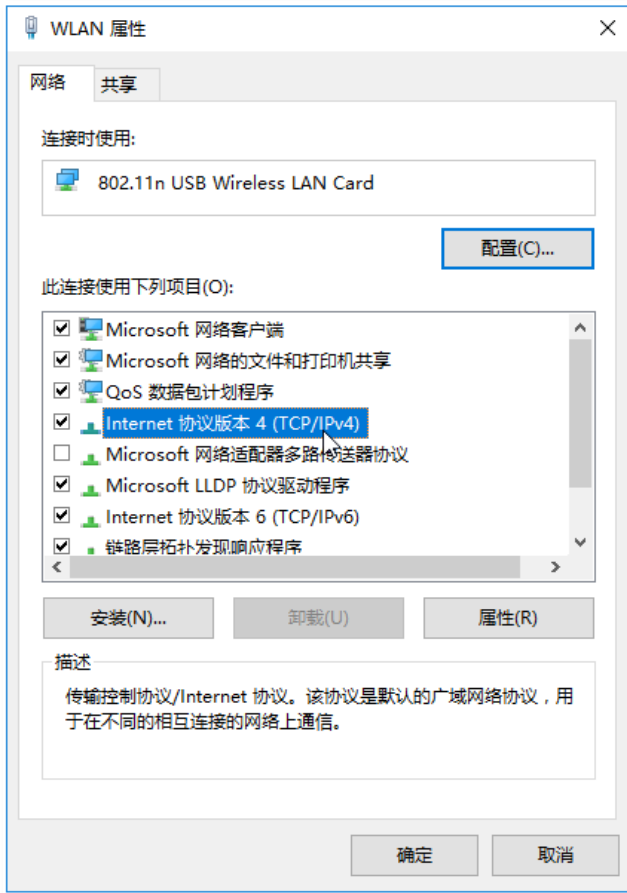 WLAN 属性
网络
共享
连接时使用:
802.11n USB Wireless LAN Card
配置(C)...
此连接使用下列项目(O):
Microsoft 网络客户端
Microsoft 网络的文件和打印机共享
QoS 数据包计划程序
Internet 协议版本 4 (TCP/IPv4)
Microsoft 网络适配器多路传送器协议
Microsoft LLDP 协议驱动程序
Internet 协议版本 6 (TCP/IPv6)
链路层拓扑发现响应程序
安装(N)...
卸载(U)
属性(R)
描述
传输控制协议/Internet 协议。该协议是默认的广域网络协议，用
于在不同的相互连接的网络上通信。
确定
取消